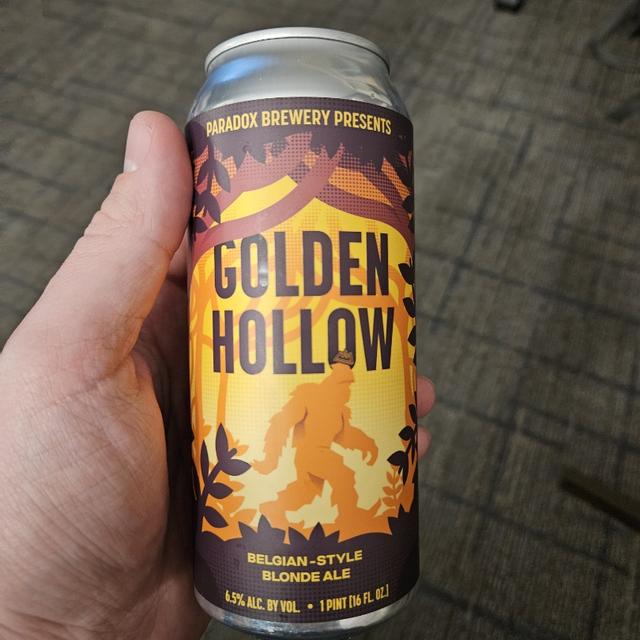 PARADOX BREWERY PRESENTS
GOLDEN
HOLLOW
BELGIAN-STYLE
BLONDE ALE
6.5% ALC. BY VOL. • 1 PINT [16 FL. OZ.]